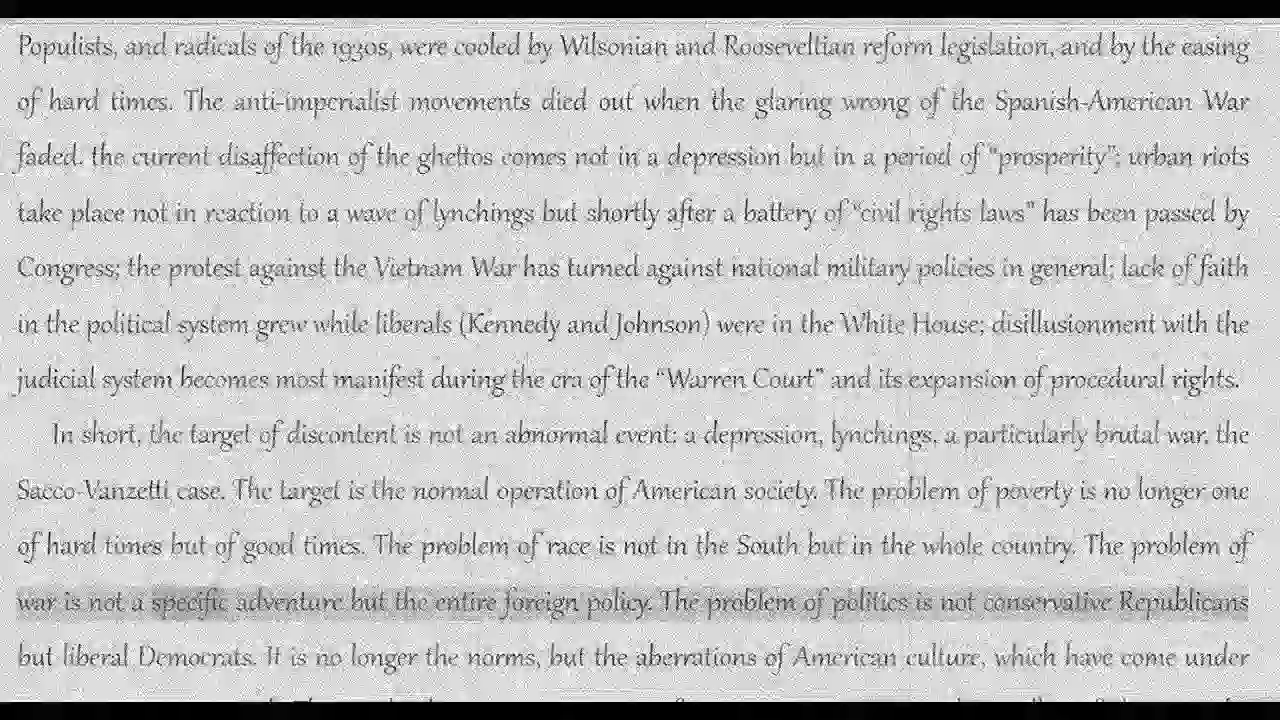 Populists, and radicals of the 1930s, were cooled by Wilsonian and Rooseveltian reform legislation, and by the easing
of hard times. The anti-imperialist movements died out when the glaring wrong of the Spanish-American War
faded. the current disaffection of the ghettos comes not in a depression but in a period of “prosperity”; urban riots
take place not in reaction to a wave of lynchings but shortly after a battery of “civil rights laws” has been passed by
Congress; the protest against the Vietnam War has turned against national military policies in general; lack of faith
in the political system grew while liberals (Kennedy and Johnson) were in the White House; disillusionment with the
judicial system becomes most manifest during the era of the “Warren Court” and its expansion of procedural rights.
In short, the target of discontent is not an abnormal event: a depression, lynchings, a particularly brutal war, the
Sacco-Vanzetti case. The target is the normal operation of American society. The problem of poverty is no longer one
of hard times but of good times. The problem of race is not in the South but in the whole country. The problem of
war is not a specific adventure but the entire foreign policy. The problem of politics is not conservative Republicans
but liberal Democrats. It is no longer the norms, but the aberrations of American culture, which have come under